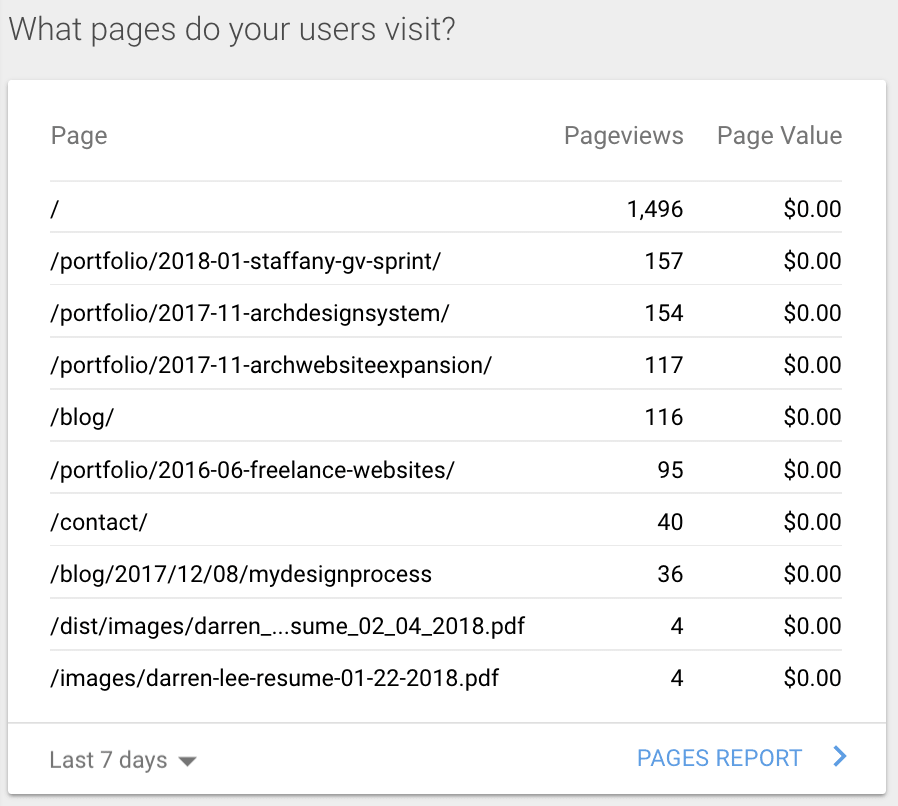 What pages do your users visit?
Page Pageviews Page Value
/ 1,496 $0.00
/portfolio/2018-01-staffany-gv-sprint/ 157 $0.00
/portfolio/2017-11-archdesignsystem/ 154 $0.00
/portfolio/2017-11-archwebsiteexpansion/ 117 $0.00
/blog/ 116 $0.00
/portfolio/2016-06-freelance-websites/ 95 $0.00
/contact/ 40 $0.00
/blog/2017/12/08/mydesignprocess 36 $0.00
/dist/images/darren_...sume_02_04_2018.pdf 4 $0.00
/images/darren-lee-resume-01-22-2018.pdf 4 $0.00
Last 7 days PAGES REPORT